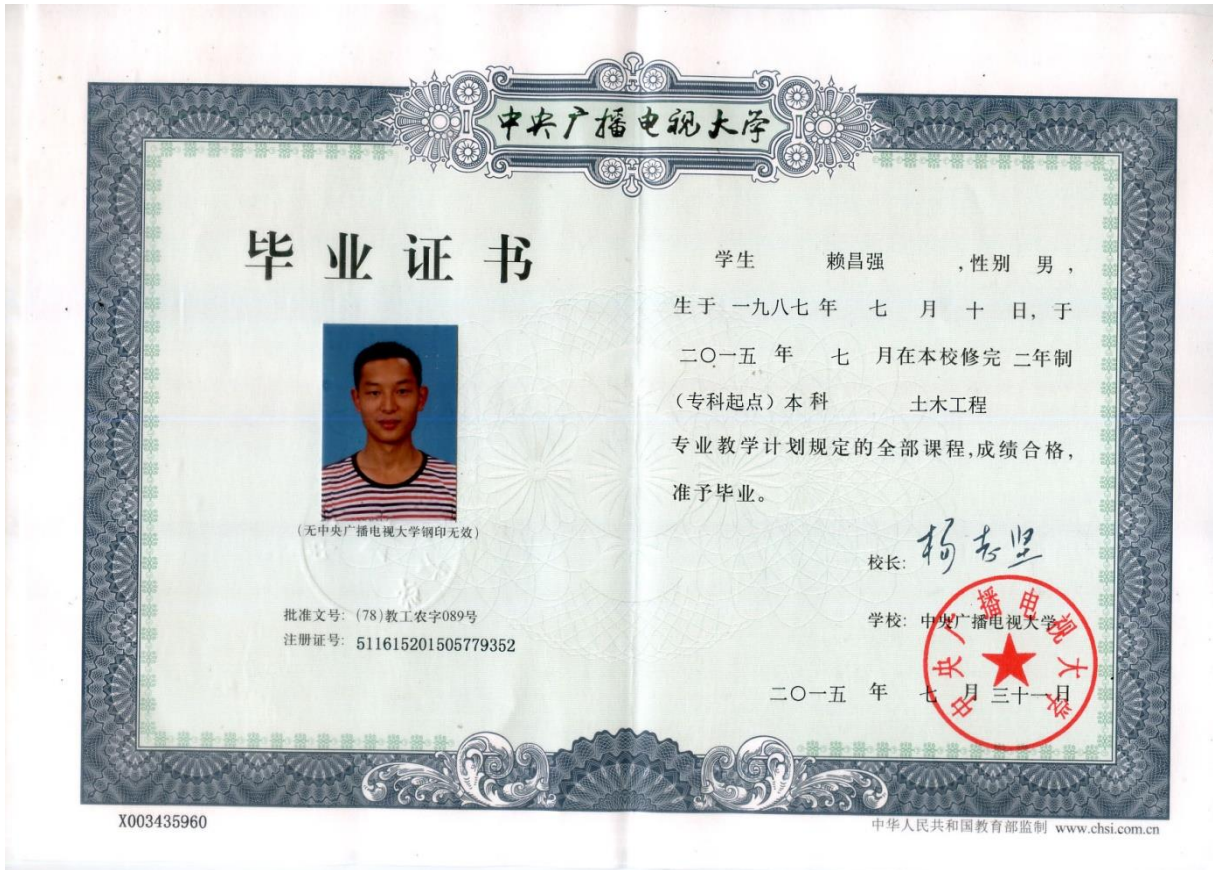 中央广播电视大学
毕业证书
(无中央广播电视大学钢印无效)
批准文号: (78)教工农字089号
注册证号: 511615201505779352
学生 赖昌强 ,性别 男 ,
生于 一九八七 年 七 月 十 日, 于
二〇一五 年 七 月在本校修完 二年制
(专科起点) 本科 土木工程
专业教学计划规定的全部课程,成绩合格,
准予毕业。
校长: 杨志坚
学校: 中央广播电视大学
中央广播电视大学
二〇一五 年 七 月 三十一日
X003435960
中华人民共和国教育部监制 www.chsi.com.cn